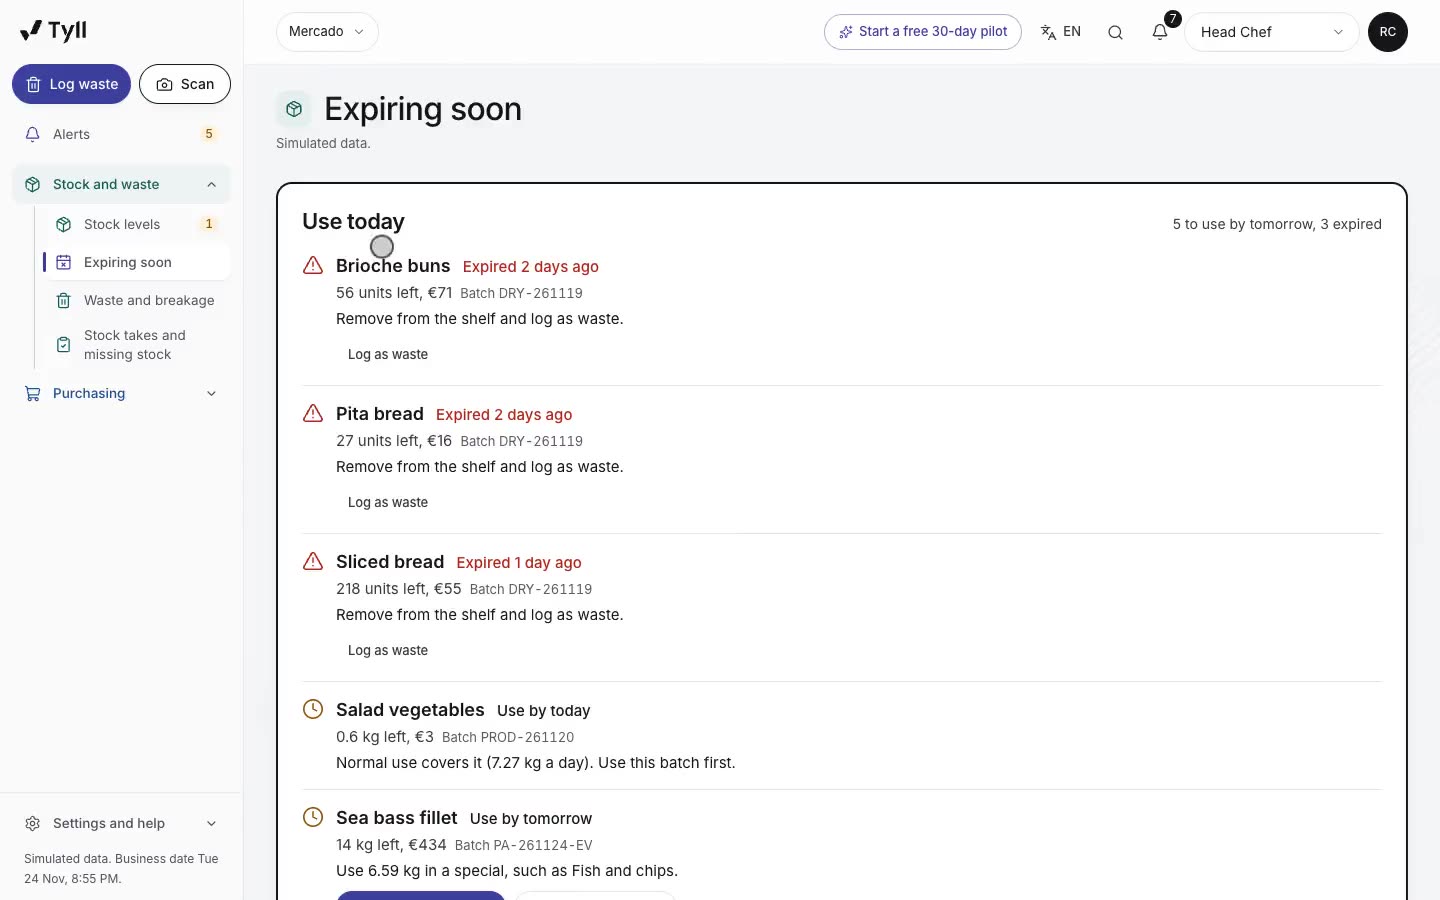 Tyll
Mercado
Start a free 30-day pilot
EN
7
Head Chef
RC
Log waste
Scan
Alerts
5
Stock and waste
Stock levels
1
Expiring soon
Waste and breakage
Stock takes and
missing stock
Purchasing
Settings and help
Simulated data. Business date Tue
24 Nov, 8:55 PM.
Expiring soon
Simulated data.
Use today
5 to use by tomorrow, 3 expired
Brioche buns Expired 2 days ago
56 units left, €71 Batch DRY-261119
Remove from the shelf and log as waste.
Log as waste
Pita bread Expired 2 days ago
27 units left, €16 Batch DRY-261119
Remove from the shelf and log as waste.
Log as waste
Sliced bread Expired 1 day ago
218 units left, €55 Batch DRY-261119
Remove from the shelf and log as waste.
Log as waste
Salad vegetables Use by today
0.6 kg left, €3 Batch PROD-261120
Normal use covers it (7.27 kg a day). Use this batch first.
Sea bass fillet Use by tomorrow
14 kg left, €434 Batch PA-261124-EV
Use 6.59 kg in a special, such as Fish and chips.